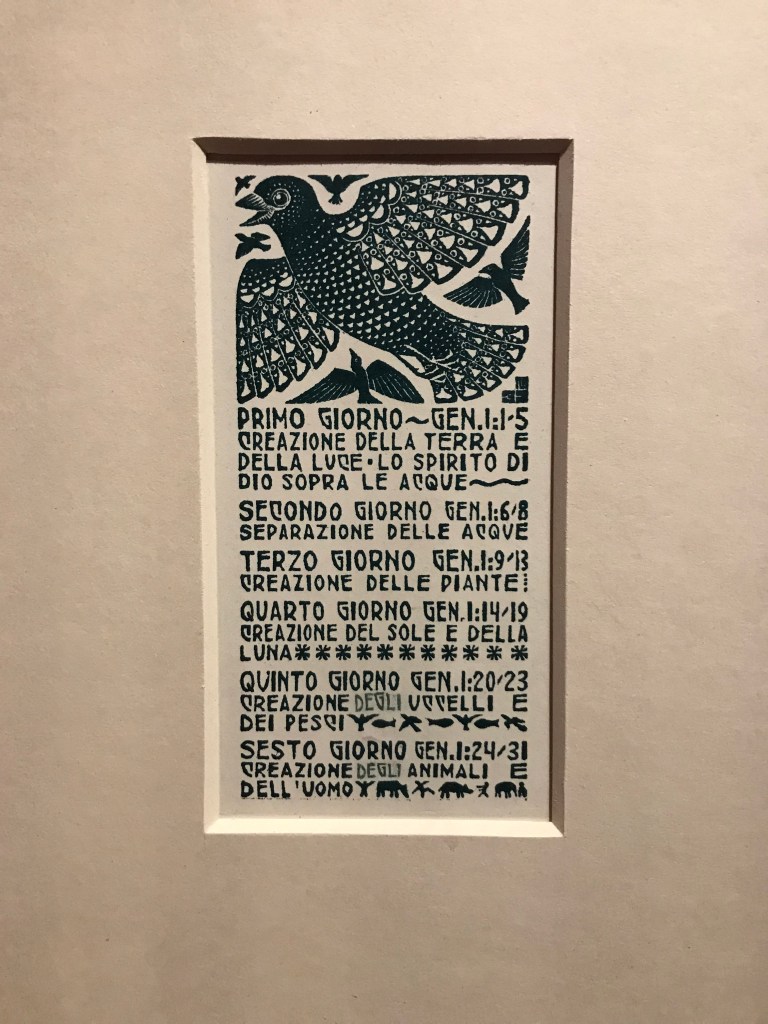 PRIMO GIORNO~GEN.1:1-5
CREAZIONE DELLA TERRA E
DELLA LUCE•LO SPIRITO DI
DIO SOPRA LE ACQUE~
SECONDO GIORNO GEN.1:6/8
SEPARAZIONE DELLE ACQUE
TERZO GIORNO GEN.1:9/13
CREAZIONE DELLE PIANTE
QUARTO GIORNO GEN.1:14/19
CREAZIONE DEL SOLE E DELLA
LUNA**********
QUINTO GIORNO GEN.1:20/23
CREAZIONE DEGLI UCCELLI E
DEI PESCI
SESTO GIORNO GEN.1:24/31
CREAZIONE DEGLI ANIMALI E
DELL'UOMO